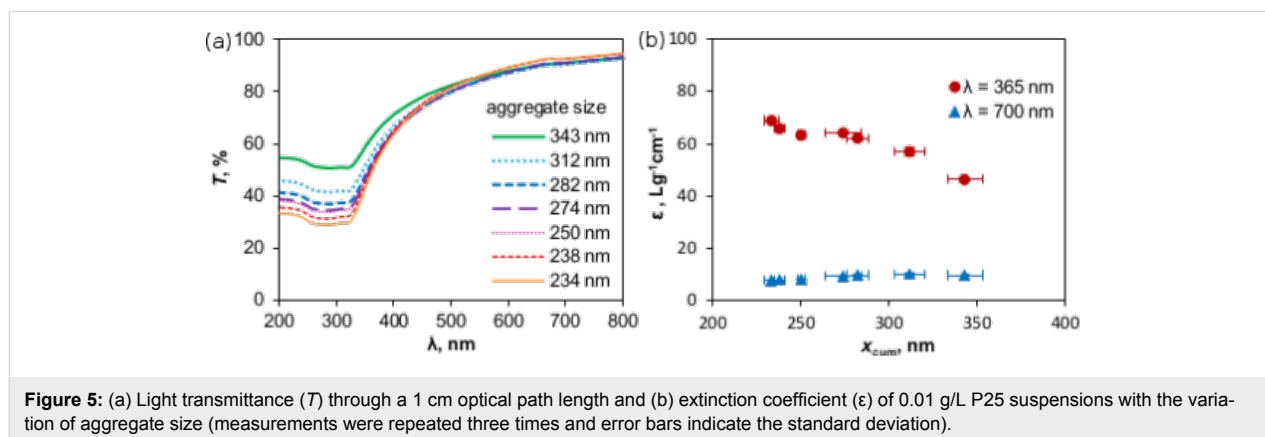 (a)
100
80
60
40
20
0
T, %
200 300 400 500 600 700 800
λ, nm
aggregate size
343 nm
312 nm
282 nm
274 nm
250 nm
238 nm
234 nm
(b)
100
80
60
40
20
0
ε , Lg⁻¹cm⁻¹
200 250 300 350 400
xcum, nm
λ = 365 nm
λ = 700 nm
Figure 5: (a) Light transmittance (T) through a 1 cm optical path length and (b) extinction coefficient (ε) of 0.01 g/L P25 suspensions with the varia-
tion of aggregate size (measurements were repeated three times and error bars indicate the standard deviation).